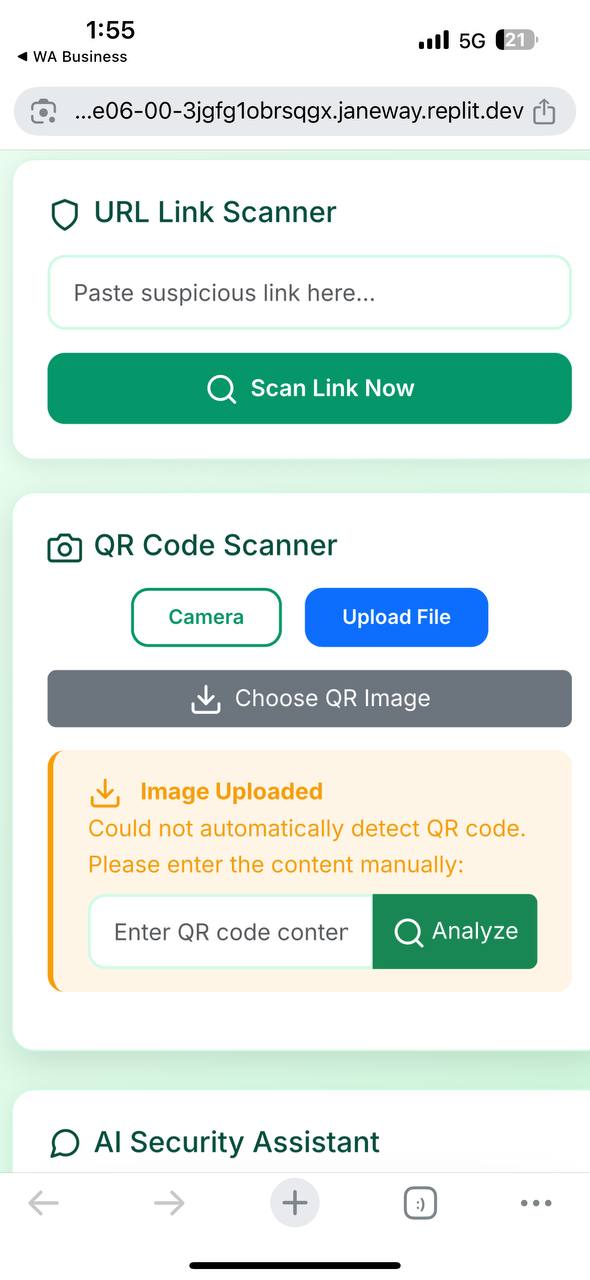 1:55
5G
21
◀ WA Business
...e06-00-3jgfg1obrsqgx.janeway.replit.dev
URL Link Scanner
Paste suspicious link here...
Scan Link Now
QR Code Scanner
Camera
Upload File
Choose QR Image
Image Uploaded
Could not automatically detect QR code.
Please enter the content manually:
Enter QR code conter
Analyze
AI Security Assistant
:)